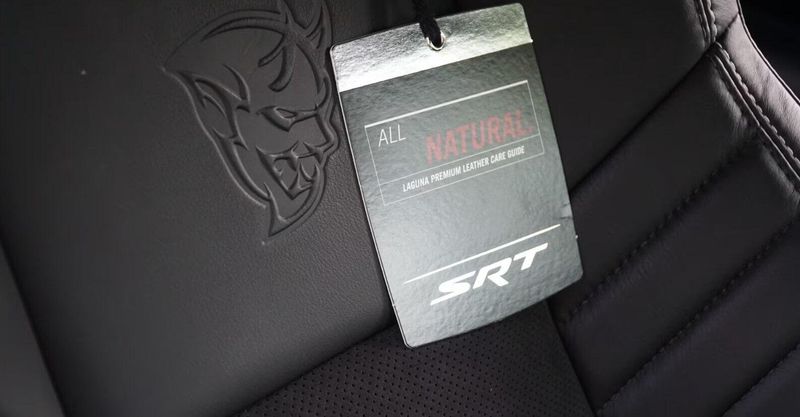 ALL
NATURAL.
LAGUNA PREMIUM LEATHER CARE GUIDE
SRT